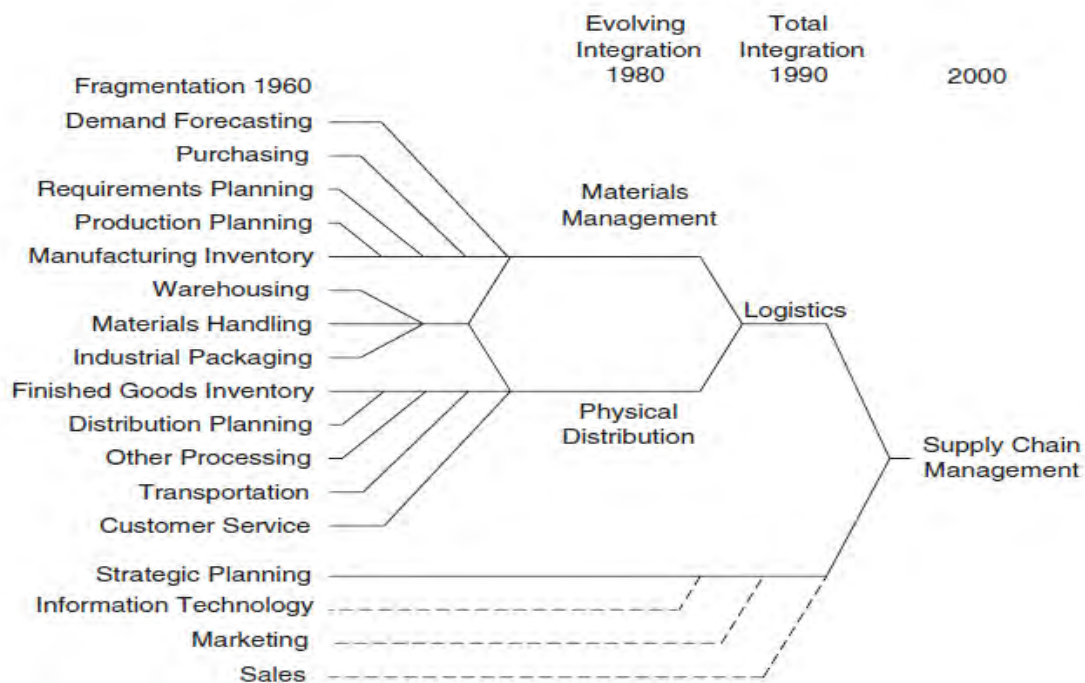 Evolving
Integration
1980
Total
Integration
1990
2000
Fragmentation 1960
Demand Forecasting
Purchasing
Requirements Planning
Production Planning
Manufacturing Inventory
Warehousing
Materials Handling
Industrial Packaging
Finished Goods Inventory
Distribution Planning
Other Processing
Transportation
Customer Service
Strategic Planning
Information Technology
Marketing
Sales
Materials
Management
Physical
Distribution
Logistics
Supply Chain
Management